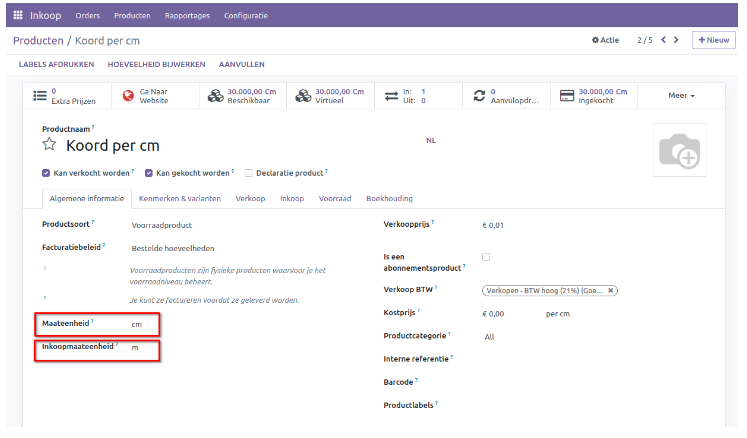 Inkoop Orders Producten Rapportages Configuratie
Producten / Koord per cm Actie 2 / 5 + Nieuw
LABELS AFDRUKKEN HOEVEELHEID BIJWERKEN AANVULLEN
0 Extra Prijzen
Ga Naar Website
30.000,00 Cm Beschikbaar
30.000,00 Cm Virtueel
In: 1
Uit: 0
0 Aanvulopdr...
30.000,00 Cm Ingekocht
Meer
Productnaam ?
Koord per cm NL
Kan verkocht worden ? Kan gekocht worden ? Declaratie product ?
Algemene informatie Kenmerken & varianten Verkoop Inkoop Voorraad Boekhouding
Productsoort ? Voorraadproduct
Facturatiebeleid ? Bestelde hoeveelheden
? Voorraadproducten zijn fysieke producten waarvoor je het
voorraadniveau beheert.
? Je kunt ze factureren voordat ze geleverd worden.
Maateenheid ? cm
Inkoopmaateenheid ? m
Verkoopprijs ? € 0,01
Is een
abonnementsproduct ?
Verkoop BTW ? Verkopen - BTW hoog (21%) (Goe... ✖
Kostprijs ? € 0,00 per cm
Productcategorie ? All
Interne referentie ?
Barcode ?
Productlabels ?